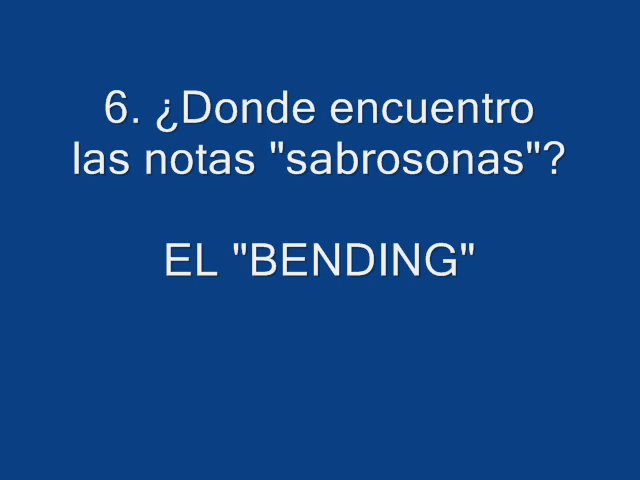 6. ¿Donde encuentro
las notas "sabrosonas"?
EL "BENDING"